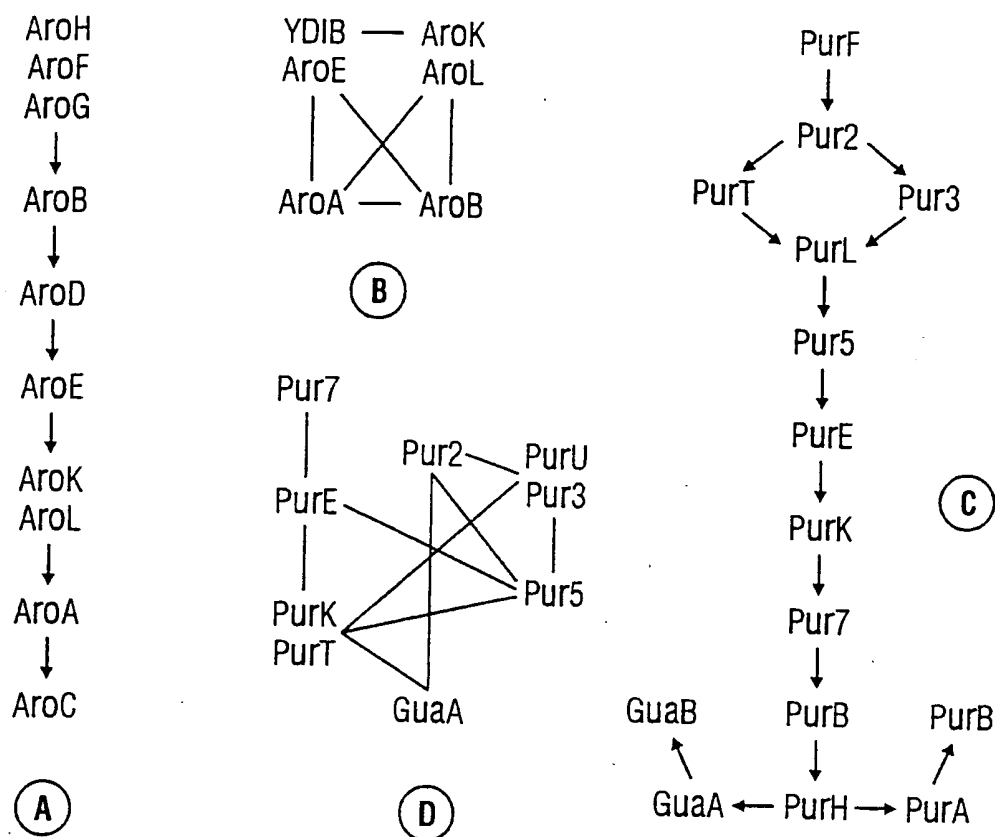 AroH
AroF
AroG
AroB
AroD
AroE
AroK
AroL
AroA
AroC
A
YDIB AroK
AroE AroL
AroA AroB
B
Pur7
Pur2 PurU
PurE Pur3
Pur5
PurK
PurT
GuaA
D
PurF
Pur2
PurT Pur3
PurL
Pur5
PurE
PurK
Pur7
GuaB PurB PurB
GuaA PurH PurA
C